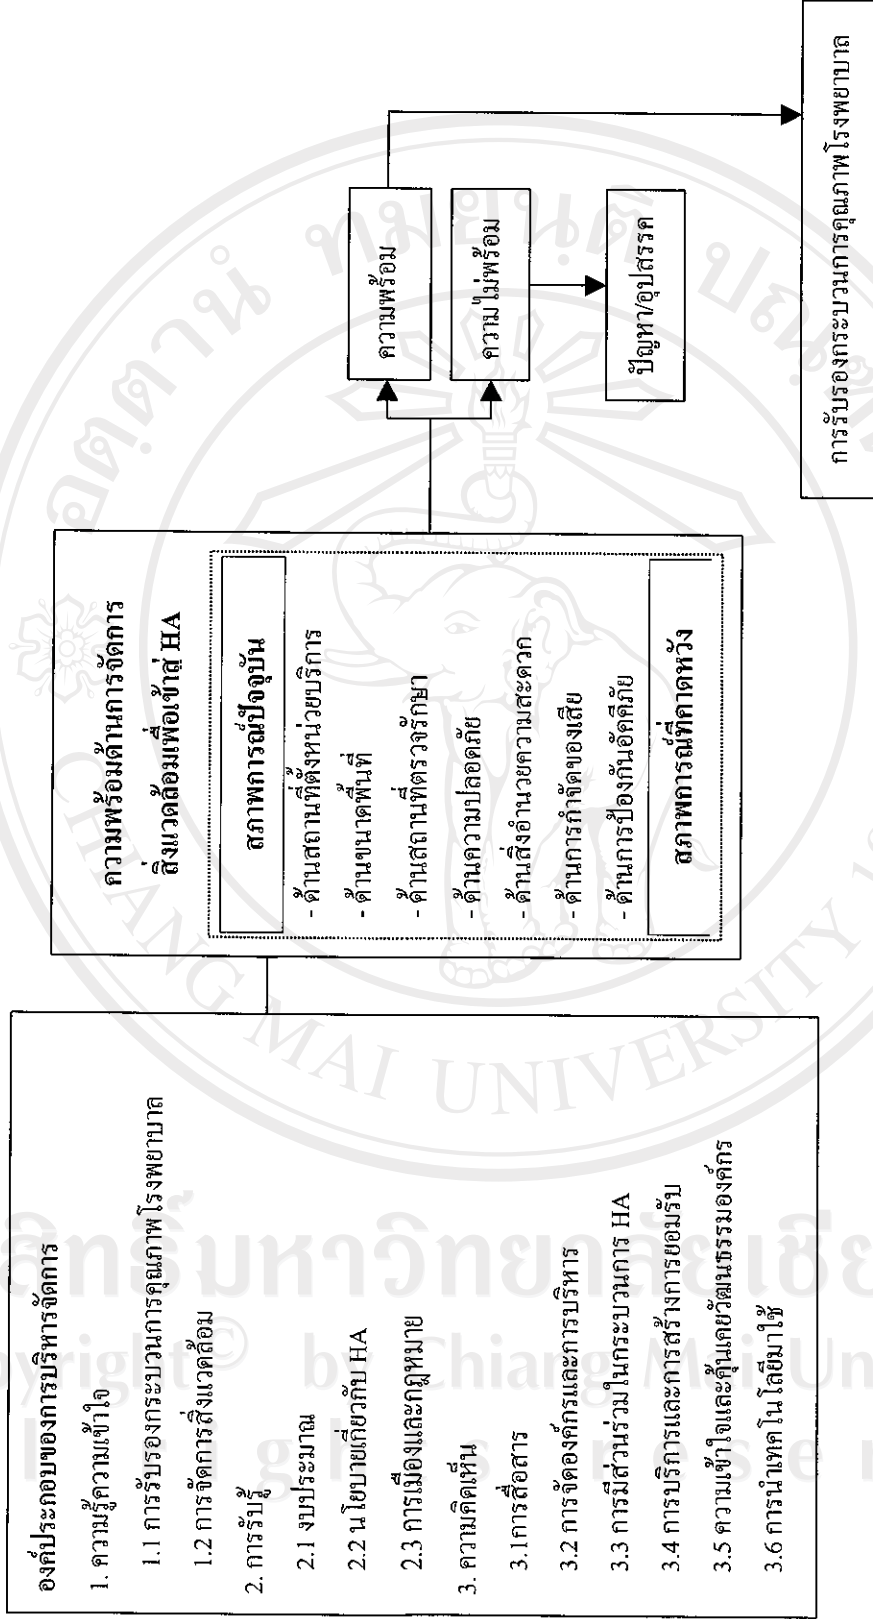 องค์ประกอบของการบริหารจัดการ
1. ความรู้ความเข้าใจ
1.1 การรับรองกระบวนการคุณภาพโรงพยาบาล
1.2 การจัดการสิ่งแวดล้อม
2. การรับรู้
2.1 งบประมาณ
2.2 นโยบายเกี่ยวกับ HA
2.3 การเมืองและกฎหมาย
3. ความคิดเห็น
3.1การสื่อสาร
3.2 การจัดองค์กรและการบริหาร
3.3 การมีส่วนร่วมในกระบวนการ HA
3.4 การบริการและการสร้างการยอมรับ
3.5 ความเข้าใจและคุ้นเคยวัฒนธรรมองค์กร
3.6 การนำเทคโนโลยีมาใช้
ความพร้อมด้านการจัดการ
สิ่งแวดล้อมเพื่อเข้าสู่ HA
สภาพการณ์ปัจจุบัน
- ด้านสถานที่ตั้งหน่วยบริการ
- ด้านขนาดพื้นที่
- ด้านสถานที่ตรวจรักษา
- ด้านความปลอดภัย
- ด้านสิ่งอำนวยความสะดวก
- ด้านการกำจัดของเสีย
- ด้านการป้องกันอัคคีภัย
สภาพการณ์ที่คาดหวัง
ความพร้อม
ความไม่พร้อม
ปัญหา/อุปสรรค
การรับรองกระบวนการคุณภาพโรงพยาบาล
CHIANG MAI UNIVERSITY
by Chiang Mai Un